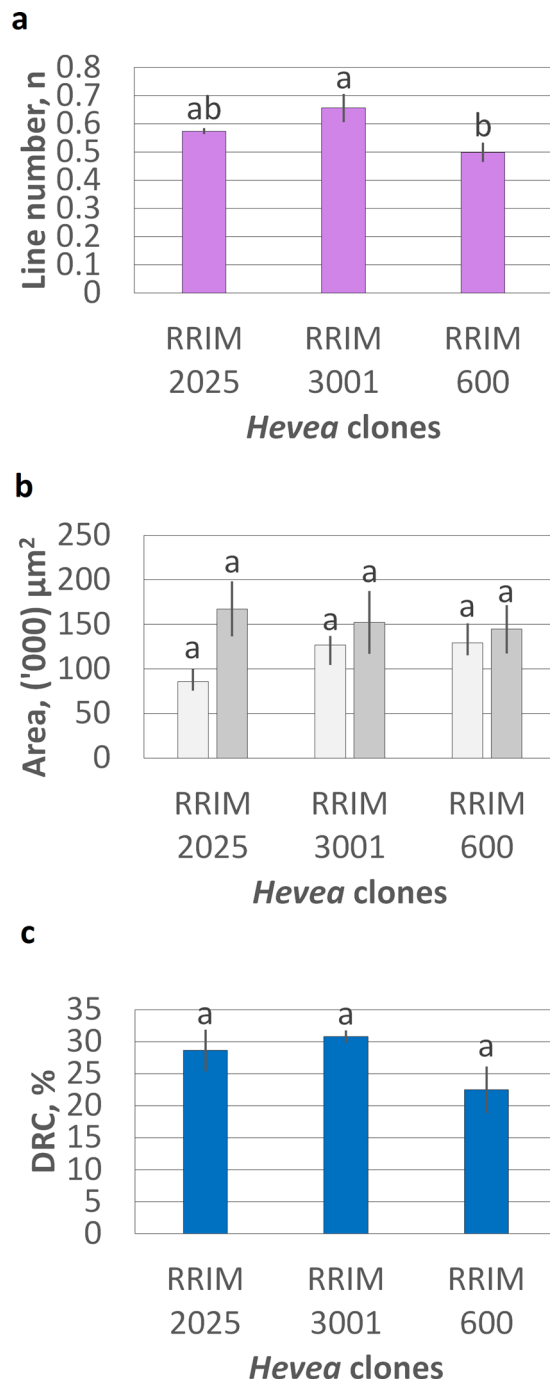 a
Line number, n
0.8
0.7
0.6
0.5
0.4
0.3
0.2
0.1
0
ab
a
b
RRIM RRIM RRIM
2025 3001 600
Hevea clones
b
Area, ('000) µm²
250
200
150
100
50
0
a a a a a a
RRIM RRIM RRIM
2025 3001 600
Hevea clones
c
DRC, %
35
30
25
20
15
10
5
0
a a a
RRIM RRIM RRIM
2025 3001 600
Hevea clones